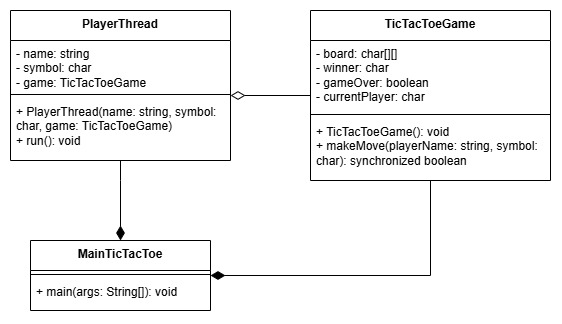 PlayerThread
- name: string
- symbol: char
- game: TicTacToeGame
+ PlayerThread(name: string, symbol:
char, game: TicTacToeGame)
+ run(): void
TicTacToeGame
- board: char[][]
- winner: char
- gameOver: boolean
- currentPlayer: char
+ TicTacToeGame(): void
+ makeMove(playerName: string, symbol:
char): synchronized boolean
MainTicTacToe
+ main(args: String[]): void